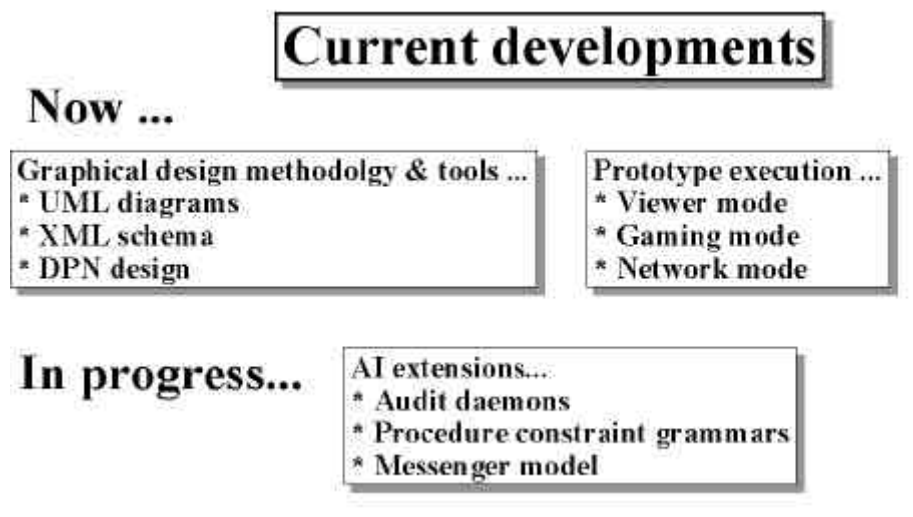 Current developments
Now ...
Graphical design methodolgy & tools ...
* UML diagrams
* XML schema
* DPN design
Prototype execution ...
* Viewer mode
* Gaming mode
* Network mode
In progress...
AI extensions...
* Audit daemons
* Procedure constraint grammars
* Messenger model